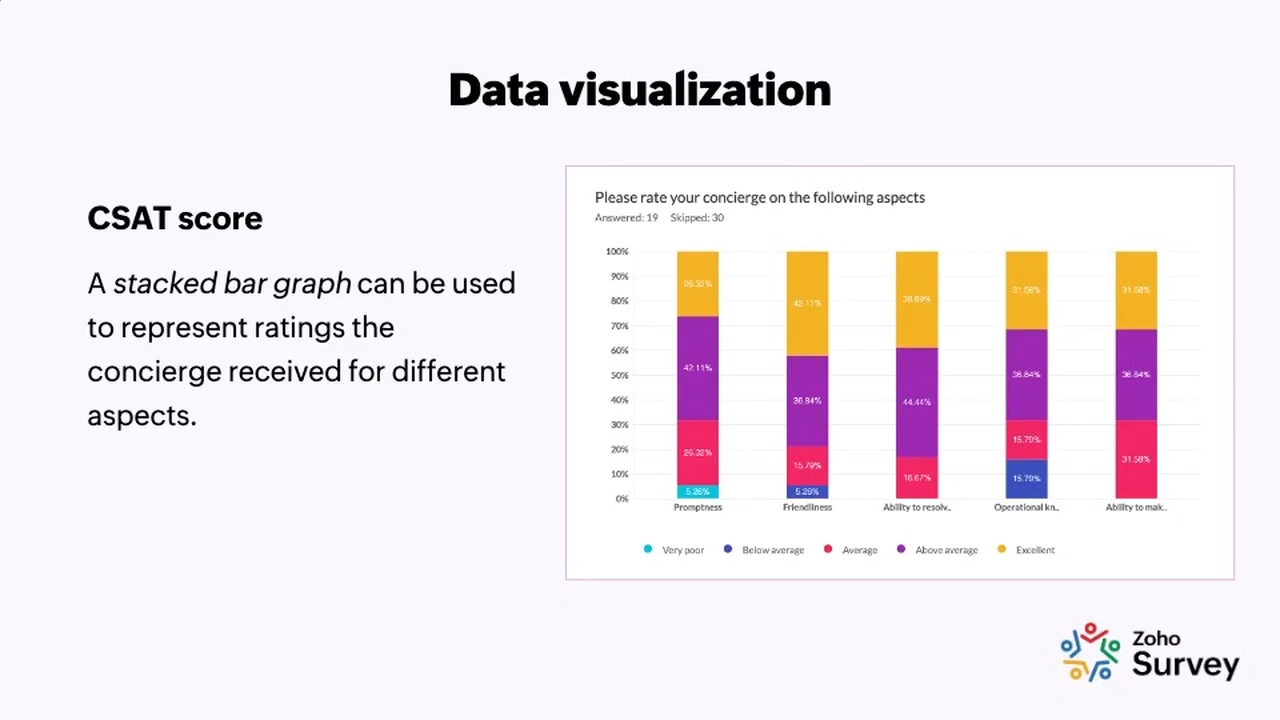 Data visualization
CSAT score
A stacked bar graph can be used
to represent ratings the
concierge received for different
aspects.
Please rate your concierge on the following aspects
Answered: 19 Skipped: 30
100%
90%
80%
70%
60%
50%
40%
30%
20%
10%
0%
26.32% 42.11% 38.89% 31.58% 31.58%
42.11% 36.84% 44.44% 36.84% 36.84%
26.32% 15.79% 16.67% 15.79% 31.58%
5.26% 5.26% 15.79%
Promptness Friendliness Ability to resolv.. Operational kn.. Ability to mak..
Very poor Below average Average Above average Excellent
Zoho
Survey